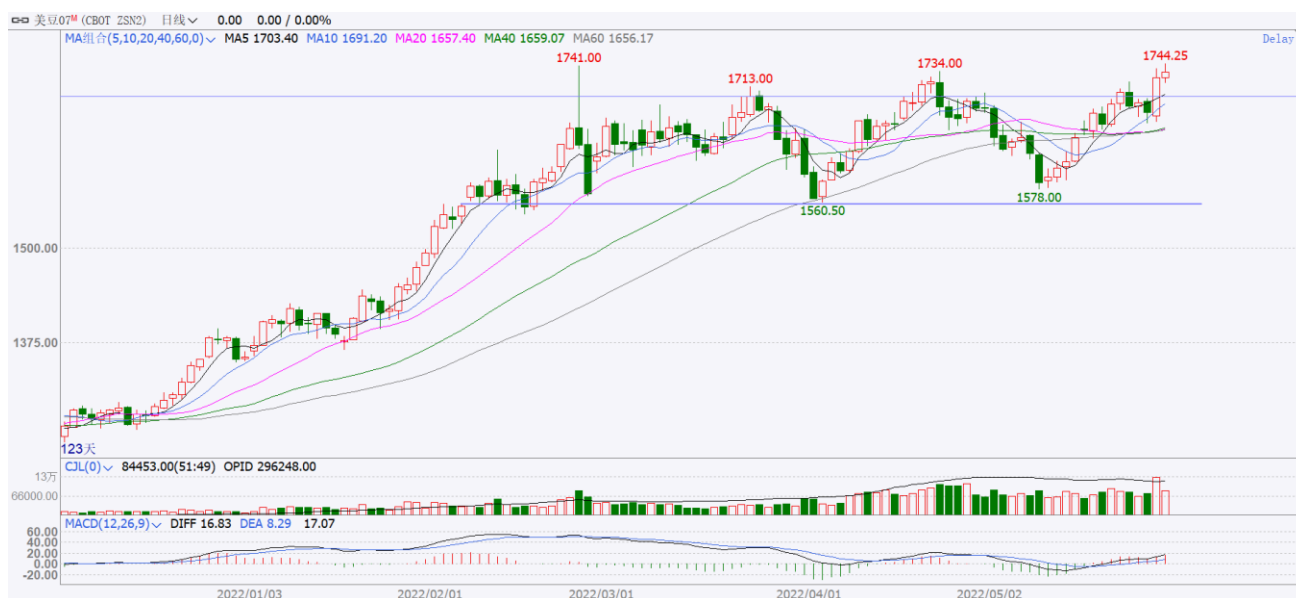 美豆07M (CBOT ZSN2) 日线 0.00 0.00 / 0.00%
MA组合(5,10,20,40,60,0) MA5 1703.40 MA10 1691.20 MA20 1657.40 MA40 1659.07 MA60 1656.17 Delay
1741.00
1713.00
1734.00
1744.25
1560.50
1578.00
1500.00
1375.00
123天
CJL(0) 84453.00(51:49) OPID 296248.00
13万
66000.00
MACD(12,26,9) DIFF 16.83 DEA 8.29 17.07
60.00
40.00
20.00
0.00
-20.00
2022/01/03 2022/02/01 2022/03/01 2022/04/01 2022/05/02